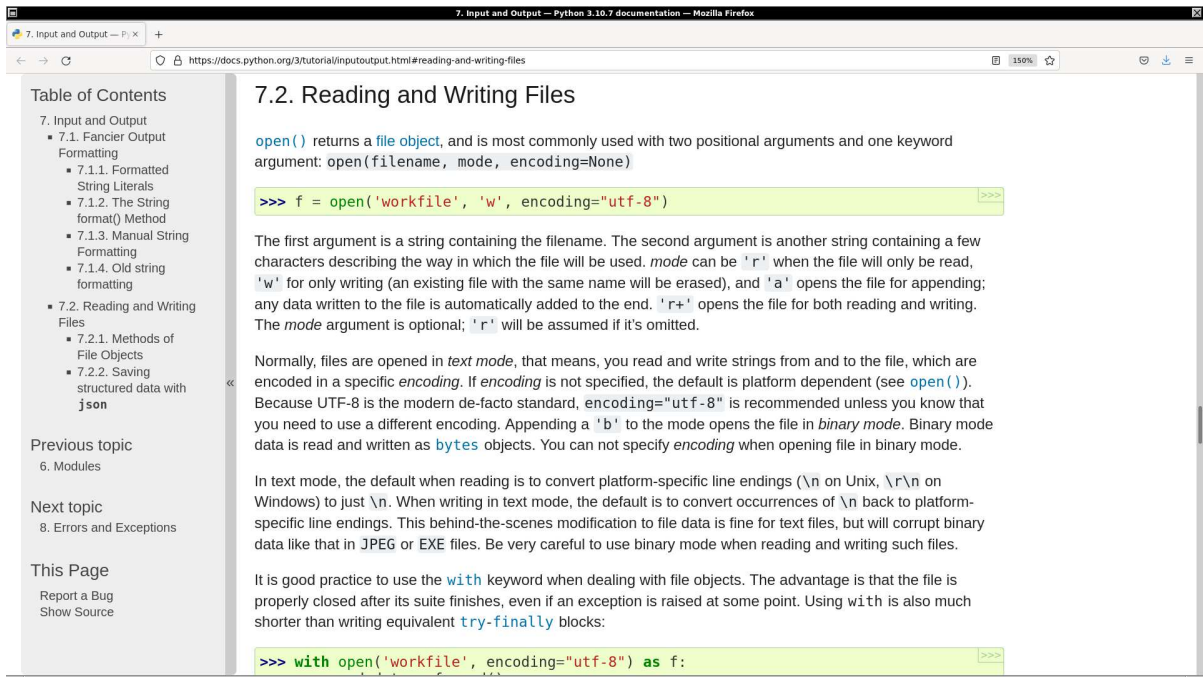 7. Input and Output — Python 3.10.7 documentation — Mozilla Firefox
7. Input and Output — Py
https://docs.python.org/3/tutorial/inputoutput.html#reading-and-writing-files
150%
Table of Contents
7. Input and Output
7.1. Fancier Output
Formatting
7.1.1. Formatted
String Literals
7.1.2. The String
format() Method
7.1.3. Manual String
Formatting
7.1.4. Old string
formatting
7.2. Reading and Writing
Files
7.2.1. Methods of
File Objects
7.2.2. Saving
structured data with
json
Previous topic
6. Modules
Next topic
8. Errors and Exceptions
This Page
Report a Bug
Show Source
«
7.2. Reading and Writing Files
open() returns a file object, and is most commonly used with two positional arguments and one keyword
argument: open(filename, mode, encoding=None)
>>> f = open('workfile', 'w', encoding="utf-8")
>>>
The first argument is a string containing the filename. The second argument is another string containing a few
characters describing the way in which the file will be used. mode can be 'r' when the file will only be read,
'w' for only writing (an existing file with the same name will be erased), and 'a' opens the file for appending;
any data written to the file is automatically added to the end. 'r+' opens the file for both reading and writing.
The mode argument is optional; 'r' will be assumed if it's omitted.
Normally, files are opened in text mode, that means, you read and write strings from and to the file, which are
encoded in a specific encoding. If encoding is not specified, the default is platform dependent (see open()).
Because UTF-8 is the modern de-facto standard, encoding="utf-8" is recommended unless you know that
you need to use a different encoding. Appending a 'b' to the mode opens the file in binary mode. Binary mode
data is read and written as bytes objects. You can not specify encoding when opening file in binary mode.
In text mode, the default when reading is to convert platform-specific line endings (\n on Unix, \r\n on
Windows) to just \n. When writing in text mode, the default is to convert occurrences of \n back to platform-
specific line endings. This behind-the-scenes modification to file data is fine for text files, but will corrupt binary
data like that in JPEG or EXE files. Be very careful to use binary mode when reading and writing such files.
It is good practice to use the with keyword when dealing with file objects. The advantage is that the file is
properly closed after its suite finishes, even if an exception is raised at some point. Using with is also much
shorter than writing equivalent try-finally blocks:
>>> with open('workfile', encoding="utf-8") as f:
>>>